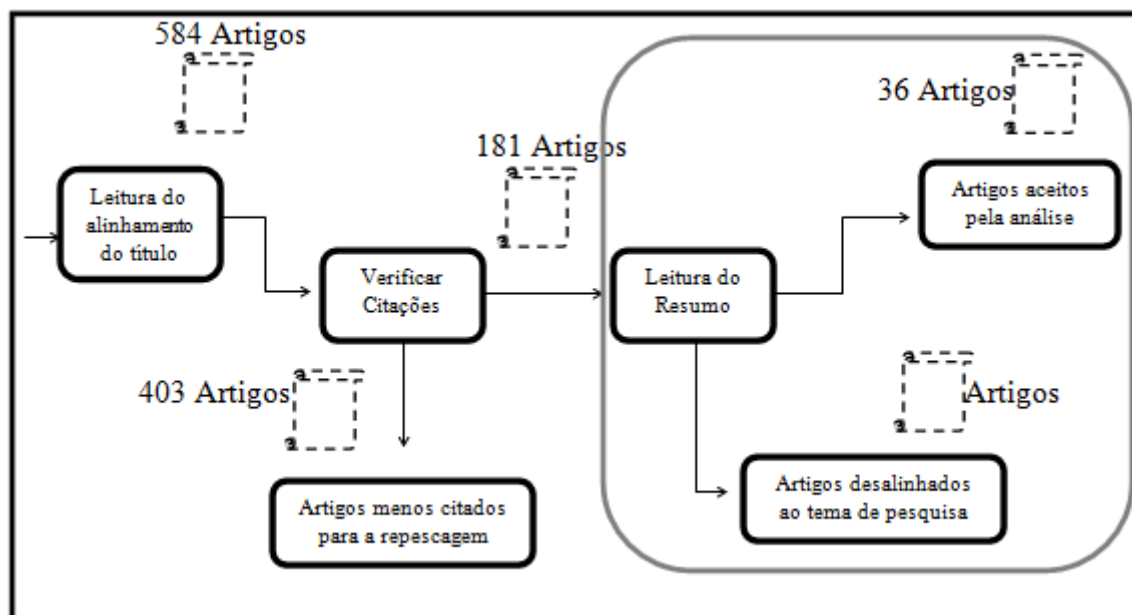 584 Artigos
36 Artigos
181 Artigos
Leitura do
alinhamento
do título
Artigos aceitos
pela análise
Verificar
Citações
Leitura do
Resumo
403 Artigos
Artigos
Artigos menos citados
para a repescagem
Artigos desalinhados
ao tema de pesquisa